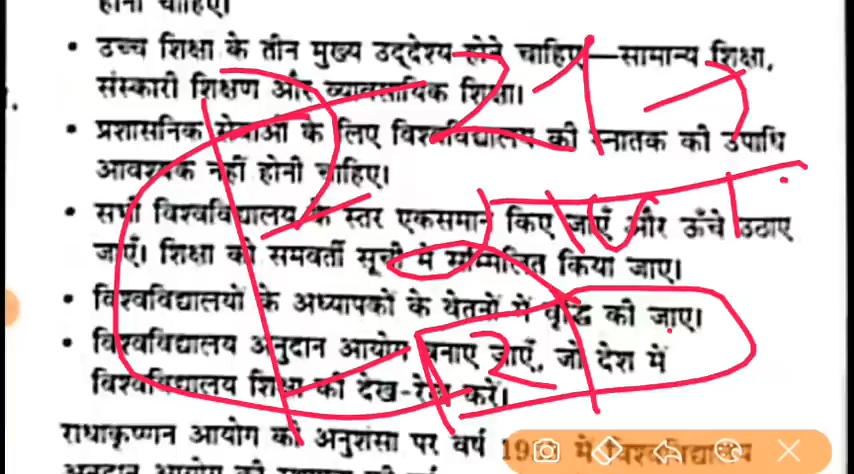 होनी चाहिए।
• उच्च शिक्षा के तीन मुख्य उद्देश्य होने चाहिए—सामान्य शिक्षा,
संस्कारी शिक्षण और व्यावसायिक शिक्षा।
• प्रशासनिक सेवाओं के लिए विश्वविद्यालय की स्नातक की उपाधि
आवश्यक नहीं होनी चाहिए।
• सभी विश्वविद्यालय के स्तर एकसमान किए जाएँ और ऊँचे उठाए
जाएँ। शिक्षा को समवर्ती सूची में सम्मिलित किया जाए।
• विश्वविद्यालयों के अध्यापकों के वेतनों में वृद्धि की जाए।
• विश्वविद्यालय अनुदान आयोग बनाए जाएँ, जो देश में
विश्वविद्यालय शिक्षा की देख-रेख करें।
राधाकृष्णन आयोग की अनुशंसा पर वर्ष 19 में विश्वविद्यालय